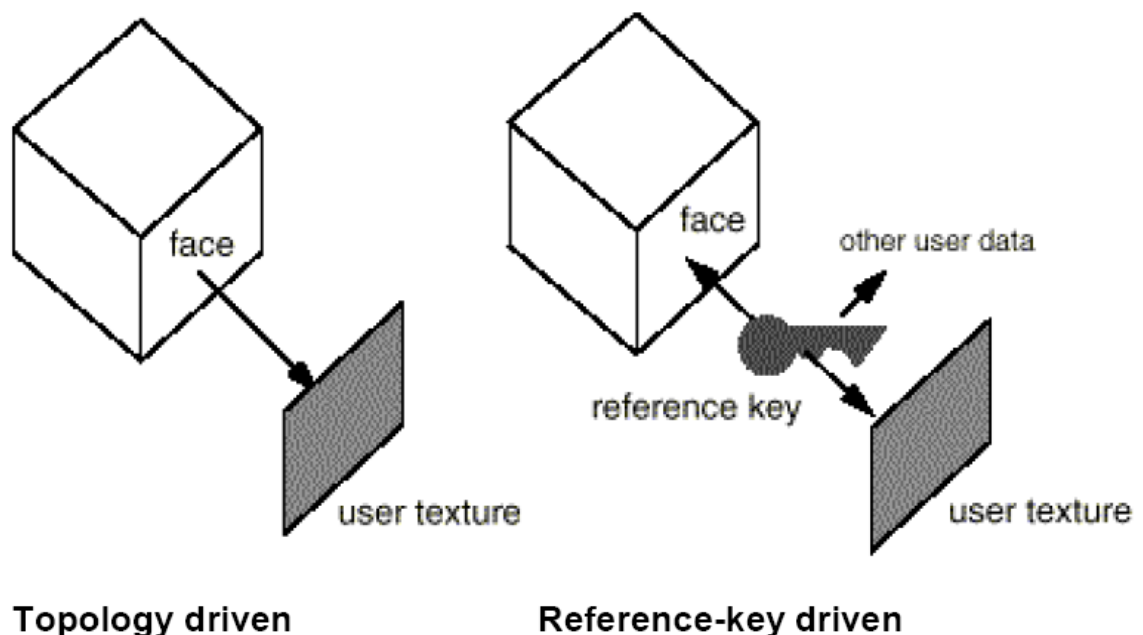 face
user texture
Topology driven
face
other user data
reference key
user texture
Reference-key driven